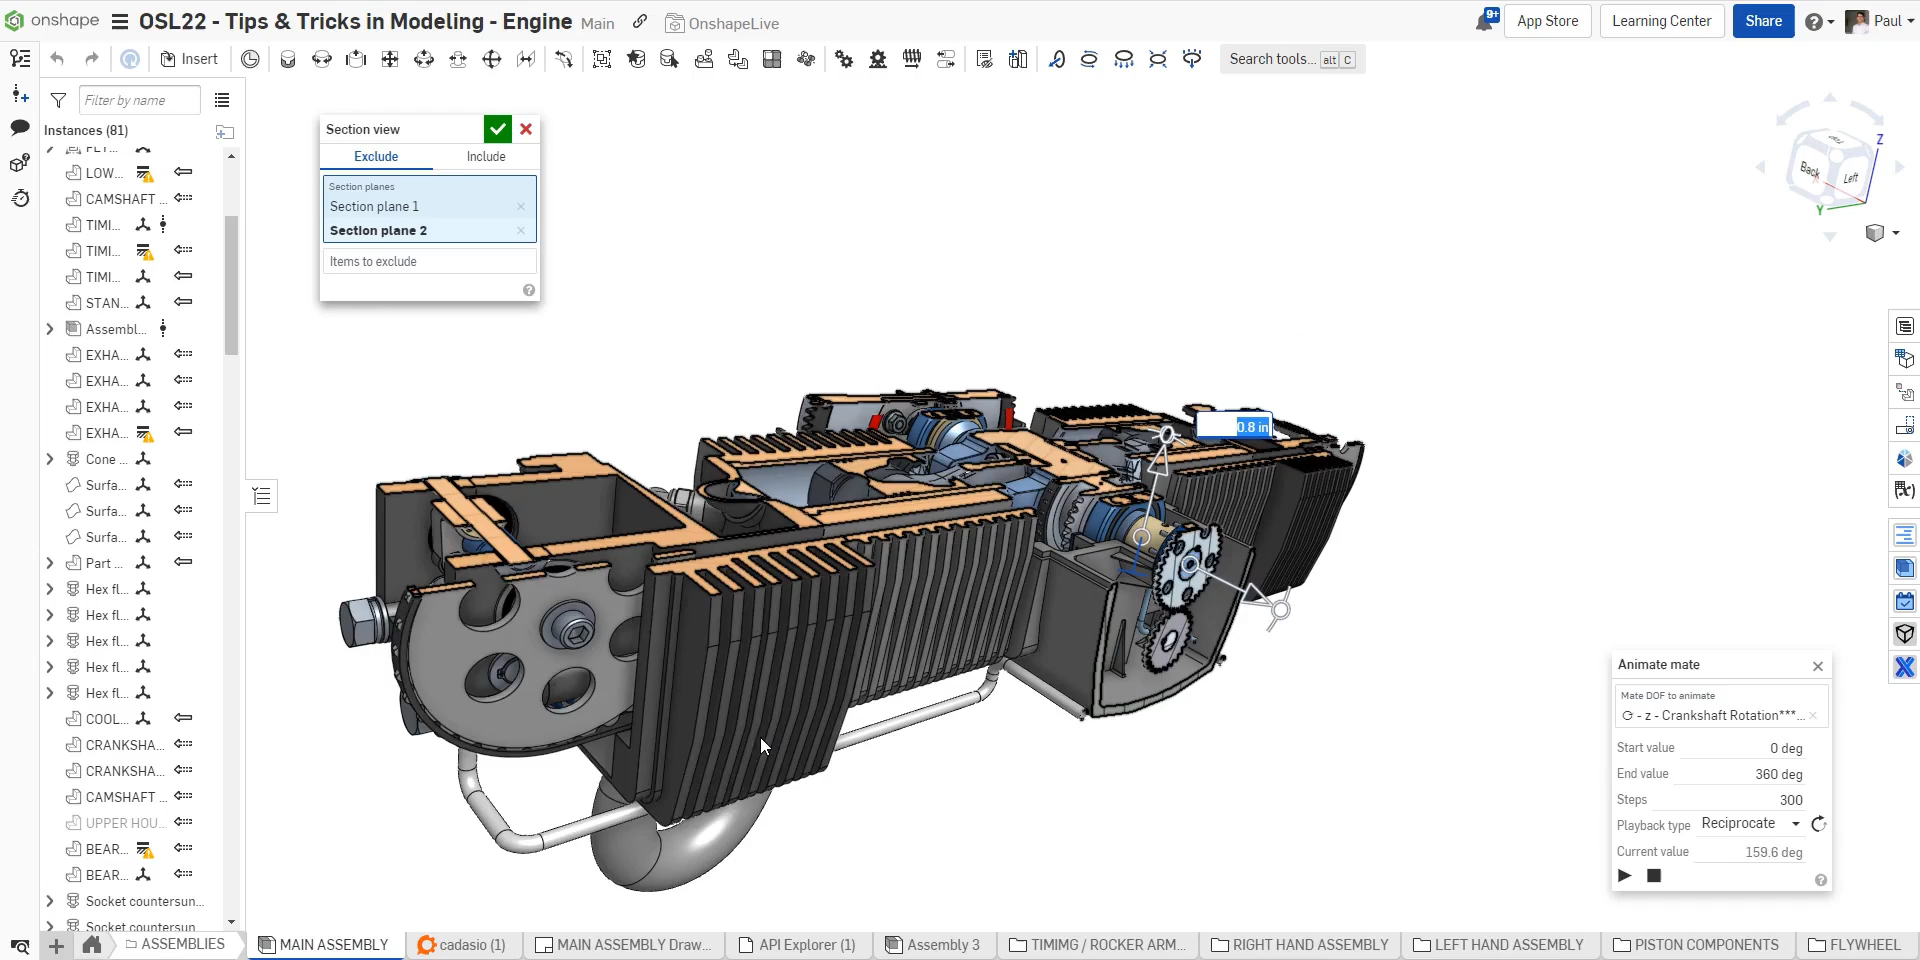 onshape OSL22 - Tips & Tricks in Modeling - Engine Main OnshapeLive 9+ App Store Learning Center Share Paul
Insert Search tools... alt C
Filter by name
Instances (81)
LOW...
CAMSHAFT ...
TIMI...
TIMI...
TIMI...
STAN...
Assembl...
EXHA...
EXHA...
EXHA...
EXHA...
Cone ...
Surfa...
Surfa...
Surfa...
Part ...
Hex fl...
Hex fl...
Hex fl...
Hex fl...
Hex fl...
COOL...
CRANKSHA...
CRANKSHA...
CAMSHAFT ...
UPPER HOU...
BEAR...
BEAR...
Socket countersun...
Socket countersun
Section view
Exclude Include
Section planes
Section plane 1
Section plane 2
Items to exclude
0.8 in
Z
Back Left
Y
Animate mate
Mate DOF to animate
- z - Crankshaft Rotation***...
Start value 0 deg
End value 360 deg
Steps 300
Playback type Reciprocate
Current value 159.6 deg
ASSEMBLIES MAIN ASSEMBLY cadasio (1) MAIN ASSEMBLY Draw... API Explorer (1) Assembly 3 TIMIMG / ROCKER ARM... RIGHT HAND ASSEMBLY LEFT HAND ASSEMBLY PISTON COMPONENTS FLYWHEEL